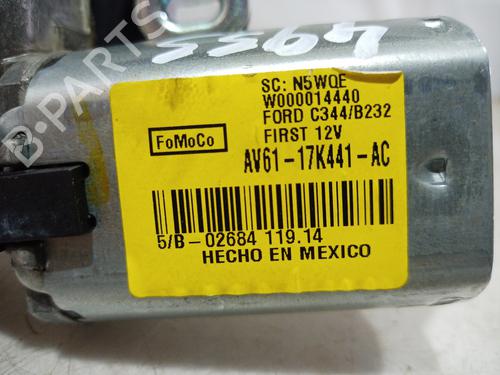 SC: N5WQE
W000014440
FORD C344/B232
FIRST 12V
FoMoCo
AV61-17K441-AC
5/B-02684 119.14
HECHO EN MEXICO
B-Parts